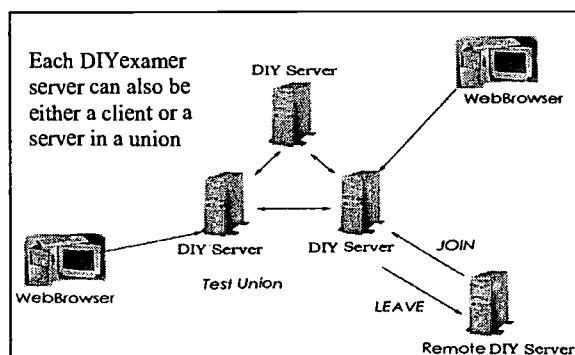 Each DIYexamer
server can also be
either a client or a
server in a union
DIY Server
WebBrowser
DIY Server
DIY Server
JOIN
Test Union
WebBrowser
LEAVE
Remote DIY Server